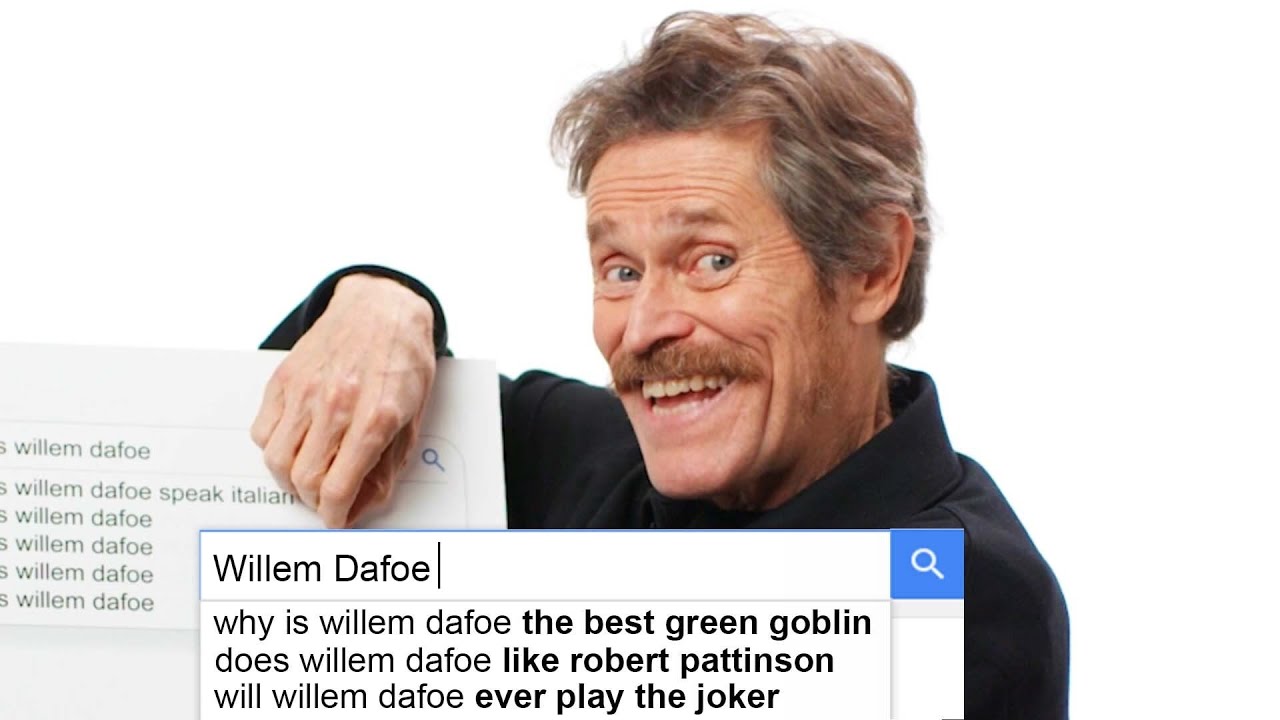 s willem dafoe
s willem dafoe speak italian
s willem dafoe
s willem dafoe
s willem dafoe
s willem dafoe
Willem Dafoe
why is willem dafoe the best green goblin
does willem dafoe like robert pattinson
will willem dafoe ever play the joker